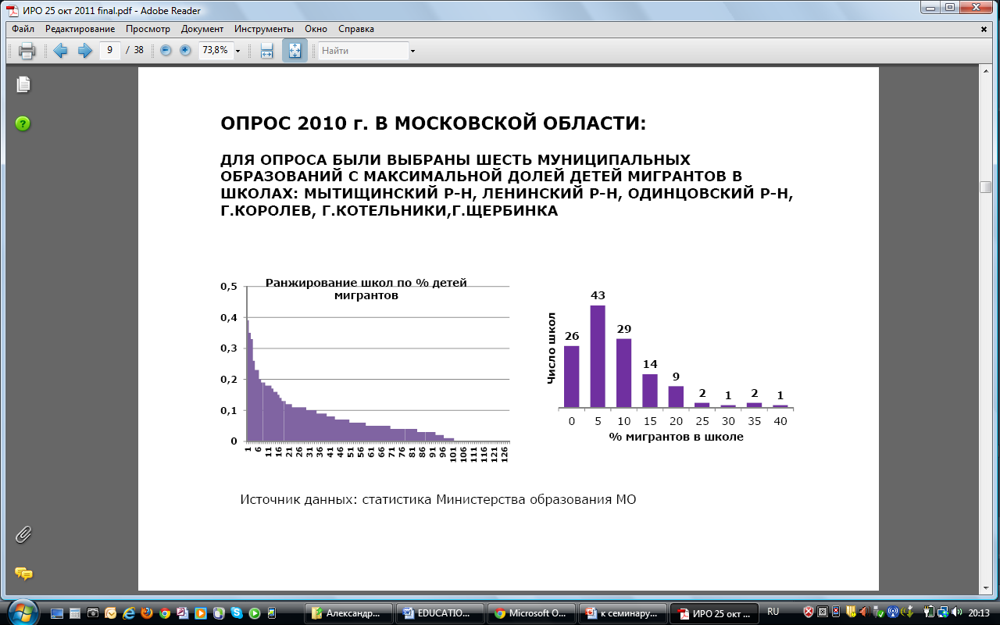 ИРО 25 окт 2011 final.pdf - Adobe Reader
Файл Редактирование Просмотр Документ Инструменты Окно Справка
9 / 38 73,8% Найти
ОПРОС 2010 г. В МОСКОВСКОЙ ОБЛАСТИ:
ДЛЯ ОПРОСА БЫЛИ ВЫБРАНЫ ШЕСТЬ МУНИЦИПАЛЬНЫХ
ОБРАЗОВАНИЙ С МАКСИМАЛЬНОЙ ДОЛЕЙ ДЕТЕЙ МИГРАНТОВ В
ШКОЛАХ: МЫТИЩИНСКИЙ Р-Н, ЛЕНИНСКИЙ Р-Н, ОДИНЦОВСКИЙ Р-Н,
Г.КОРОЛЕВ, Г.КОТЕЛЬНИКИ,Г.ЩЕРБИНКА
Ранжирование школ по % детей
мигрантов
0,5
0,4
0,3
0,2
0,1
0
1 6 11 16 21 26 31 36 41 46 51 56 61 66 71 76 81 86 91 96 101 106 111 116 121 126
Число школ
26 43 29 14 9 2 1 2 1
0 5 10 15 20 25 30 35 40
% мигрантов в школе
Источник данных: статистика Министерства образования МО
Александр... EDUCATIO... Microsoft O... к семинару... ИРО 25 окт ... RU 20:13